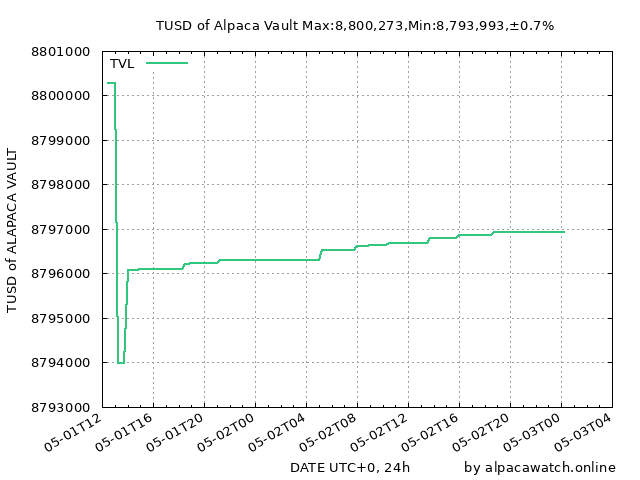 TUSD of Alpaca Vault Max:8,800,273,Min:8,793,993,±0.7%
TVL
8801000
8800000
8799000
8798000
8797000
8796000
8795000
8794000
8793000
TUSD of ALAPACA VAULT
05-01T12
05-01T16
05-01T20
05-02T00
05-02T04
05-02T08
05-02T12
05-02T16
05-02T20
05-03T00
05-03T04
DATE UTC+0, 24h
by alpacawatch.online